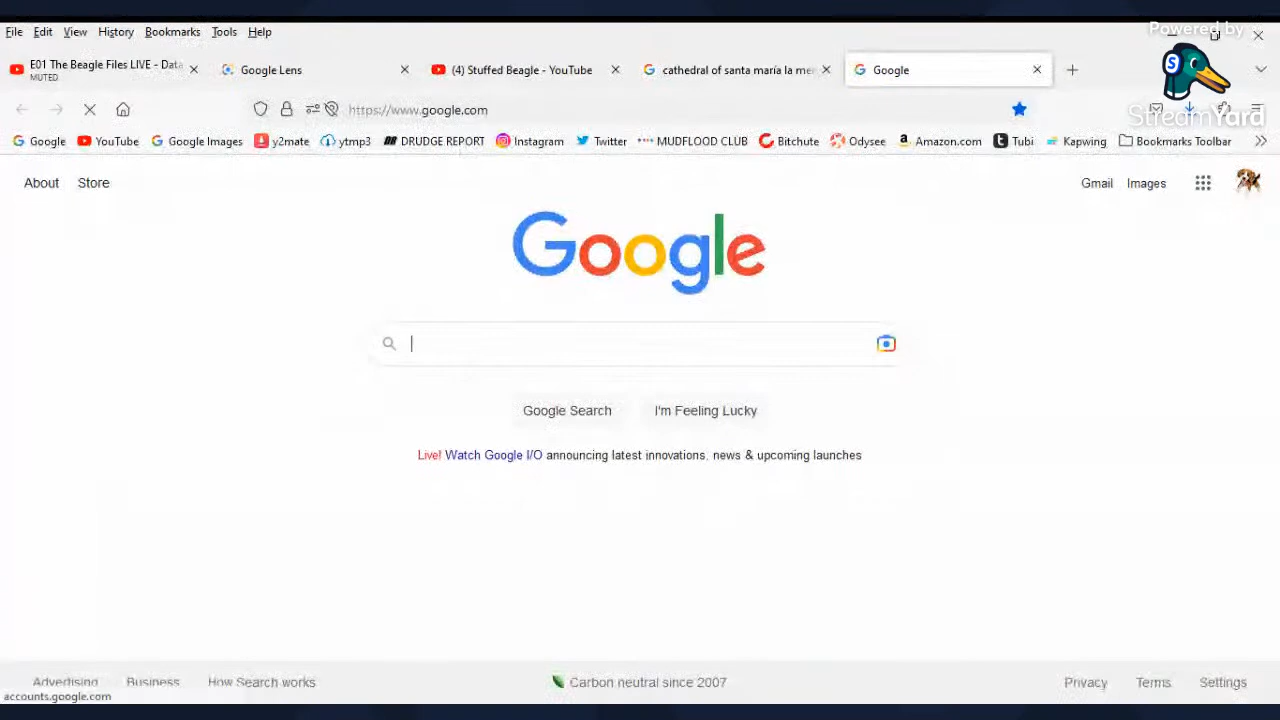 File Edit View History Bookmarks Tools Help
Powered by
StreamYard
E01 The Beagle Files LIVE - Data
MUTED
Google Lens
(4) Stuffed Beagle - YouTube
cathedral of santa maría la me
Google
https://www.google.com
Google YouTube Google Images y2mate ytmp3 DRUDGE REPORT Instagram Twitter MUDFLOOD CLUB Bitchute Odysee Amazon.com Tubi Kapwing Bookmarks Toolbar
About Store Gmail Images
Google
Google Search I'm Feeling Lucky
Live! Watch Google I/O announcing latest innovations, news & upcoming launches
Advertising Business How Search works Carbon neutral since 2007 Privacy Terms Settings
accounts.google.com